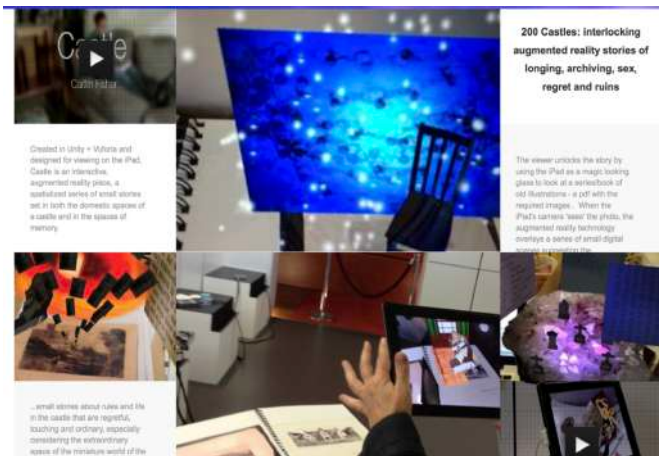 Castle
Caitlin Fisher
200 Castles: interlocking
augmented reality stories of
longing, archiving, sex,
regret and ruins
Created in Unity + Vuforia and
designed for viewing on the iPad,
Castle is an interactive,
augmented reality piece, a
spatialized series of small stories
set in both the domestic spaces of
a castle and in the spaces of
memory.
The viewer unlocks the story by
using the iPad as a magic looking
glass to look at a series/book of
old illustrations - a pdf with the
required images. When the
iPad's camera 'sees' the photo, the
augmented reality technology
overlays a series of small digital
scenes suggesting the
...small stories about rules and life
in the castle that are regretful,
touching and ordinary, especially
considering the extraordinary
space of the miniature world of the